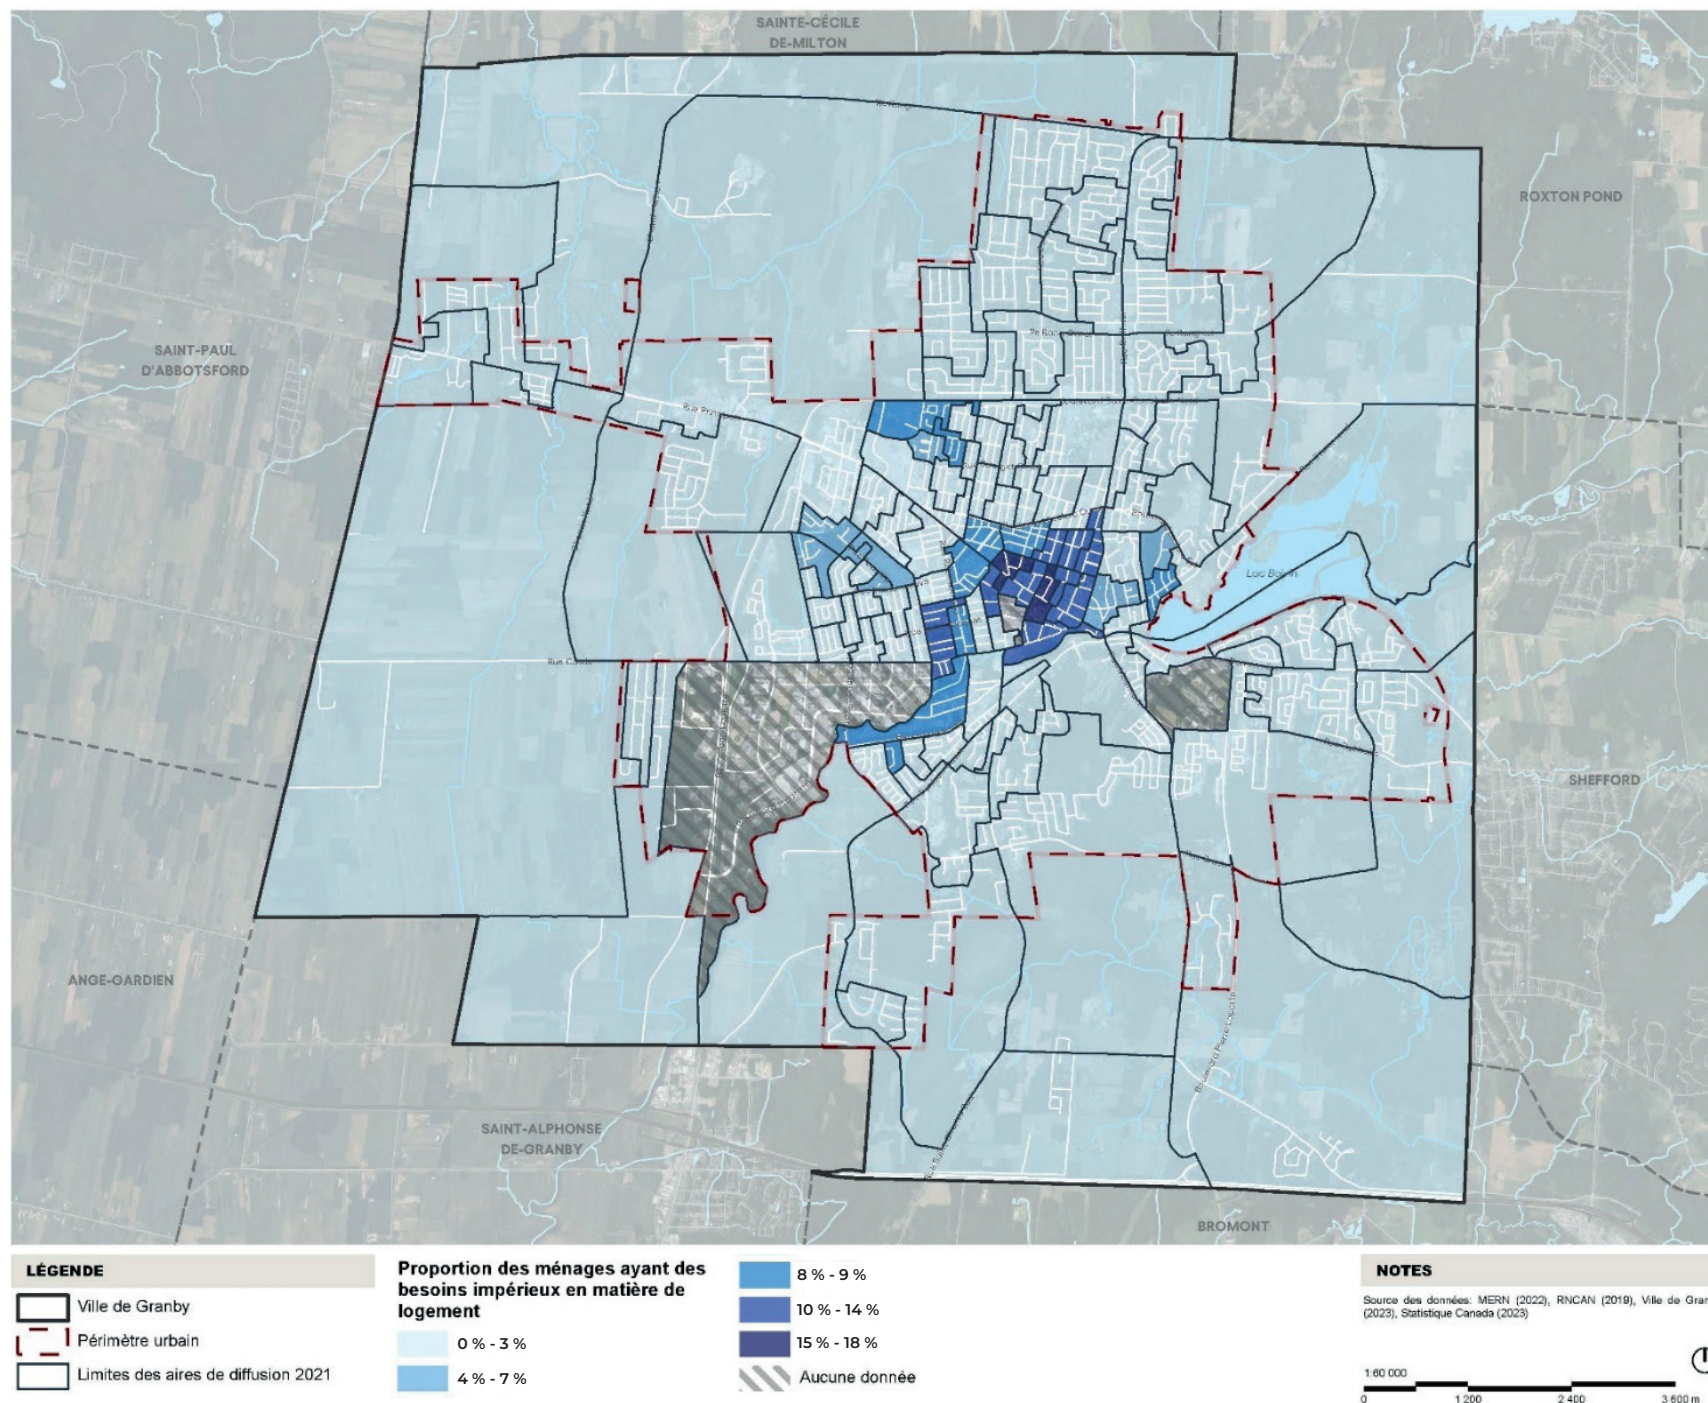 SAINTE-CÉCILE
DE-MILTON
ROXTON POND
SAINT-PAUL
D'ABBOTSFORD
Lac Boivin
Rue Cowie
SHEFFORD
ANGE-GARDIEN
Boulevard Pierre-Laporte
SAINT-ALPHONSE
DE-GRANBY
BROMONT
LÉGENDE
Ville de Granby
Périmètre urbain
Limites des aires de diffusion 2021
Proportion des ménages ayant des
besoins impérieux en matière de
logement
0 % - 3 %
4 % - 7 %
8 % - 9 %
10 % - 14 %
15 % - 18 %
Aucune donnée
NOTES
Source des données: MERN (2022), RNCAN (2019), Ville de Gran
(2023), Statistique Canada (2023)
1:60 000
0 1 200 2 400 3 600 m